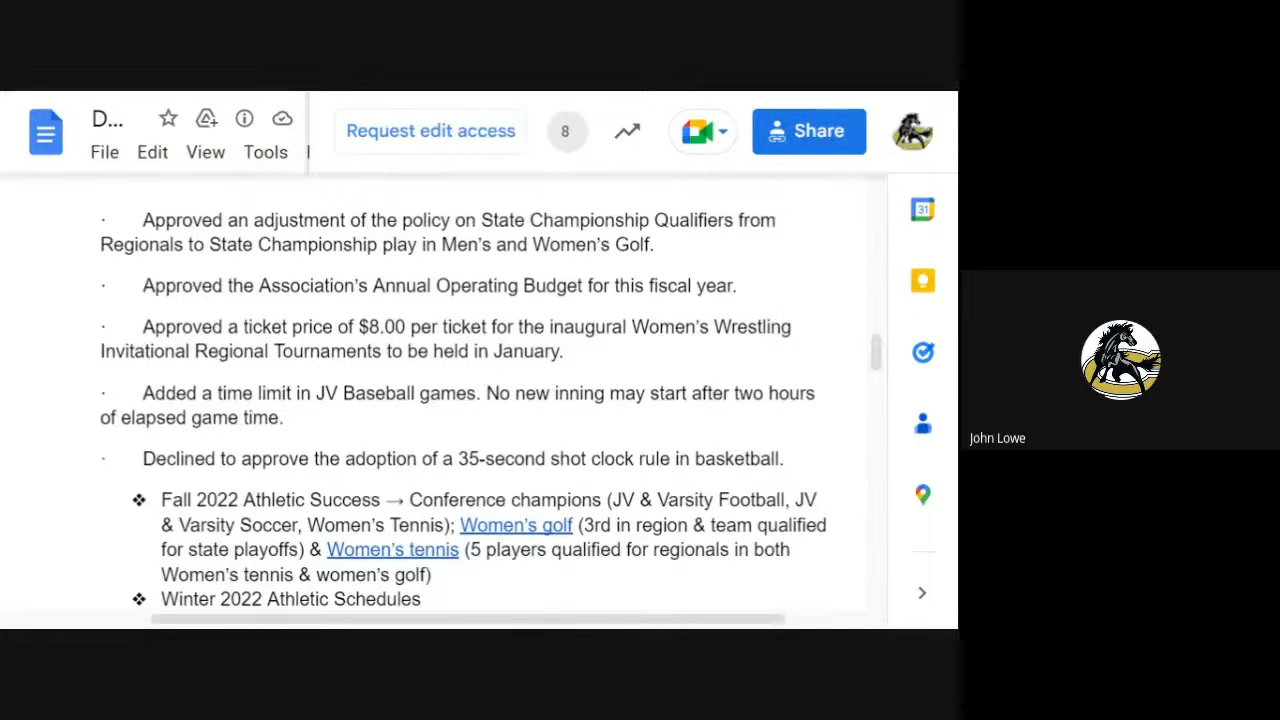 D...
Request edit access
8
Share
File Edit View Tools
31
· Approved an adjustment of the policy on State Championship Qualifiers from
Regionals to State Championship play in Men’s and Women’s Golf.
· Approved the Association’s Annual Operating Budget for this fiscal year.
· Approved a ticket price of $8.00 per ticket for the inaugural Women’s Wrestling
Invitational Regional Tournaments to be held in January.
· Added a time limit in JV Baseball games. No new inning may start after two hours
of elapsed game time.
· Declined to approve the adoption of a 35-second shot clock rule in basketball.
❖ Fall 2022 Athletic Success → Conference champions (JV & Varsity Football, JV
& Varsity Soccer, Women’s Tennis); Women’s golf (3rd in region & team qualified
for state playoffs) & Women’s tennis (5 players qualified for regionals in both
Women’s tennis & women’s golf)
❖ Winter 2022 Athletic Schedules
John Lowe